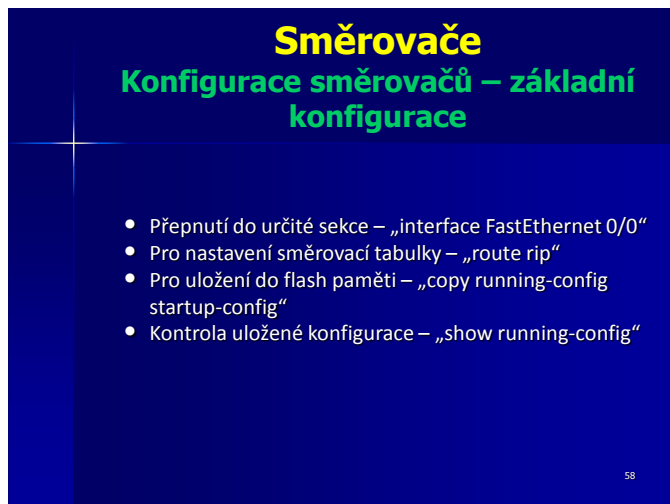 Směrovače
Konfigurace směrovačů – základní
konfigurace
• Přepnutí do určité sekce – „interface FastEthernet 0/0“
• Pro nastavení směrovací tabulky – „route rip“
• Pro uložení do flash paměti – „copy running-config
startup-config“
• Kontrola uložené konfigurace – „show running-config“
58